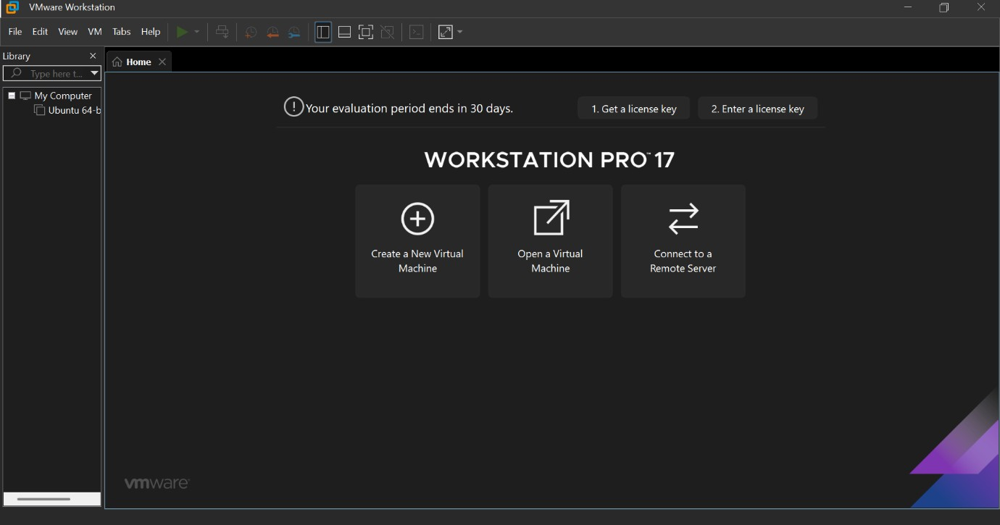 VMware Workstation
File Edit View VM Tabs Help
Library
Home
Type here t...
My Computer
Ubuntu 64-b
Your evaluation period ends in 30 days.
1. Get a license key
2. Enter a license key
WORKSTATION PRO™ 17
Create a New Virtual
Machine
Open a Virtual
Machine
Connect to a
Remote Server
vmware